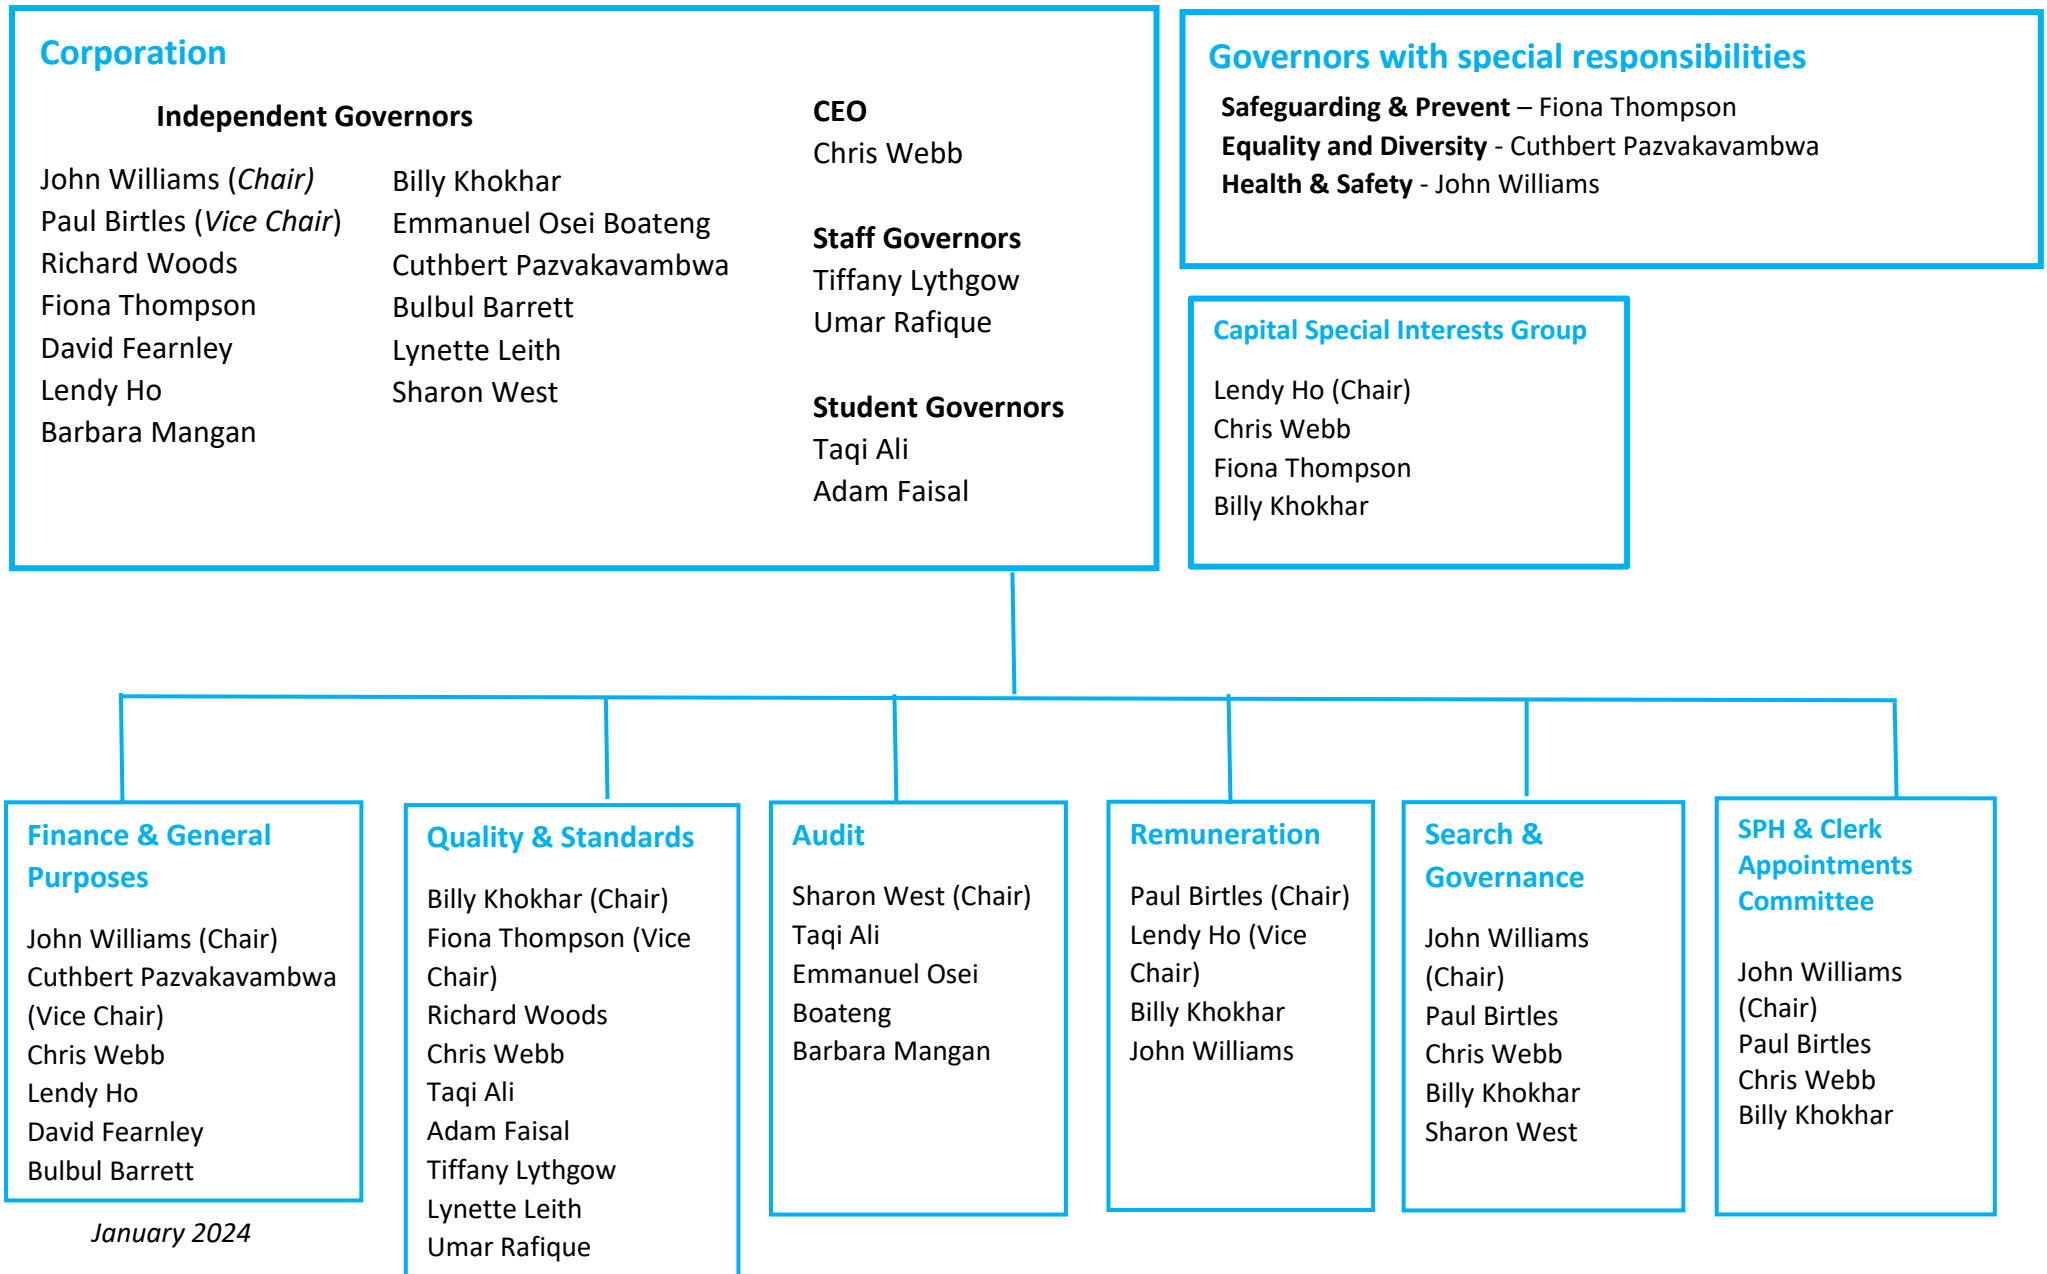 Corporation
Independent Governors
John Williams (Chair)
Paul Birtles (Vice Chair)
Richard Woods
Fiona Thompson
David Fearnley
Lendy Ho
Barbara Mangan
Billy Khokhar
Emmanuel Osei Boateng
Cuthbert Pazvakavambwa
Bulbul Barrett
Lynette Leith
Sharon West
CEO
Chris Webb
Staff Governors
Tiffany Lythgow
Umar Rafique
Student Governors
Taqi Ali
Adam Faisal
Governors with special responsibilities
Safeguarding & Prevent – Fiona Thompson
Equality and Diversity - Cuthbert Pazvakavambwa
Health & Safety - John Williams
Capital Special Interests Group
Lendy Ho (Chair)
Chris Webb
Fiona Thompson
Billy Khokhar
Finance & General
Purposes
John Williams (Chair)
Cuthbert Pazvakavambwa
(Vice Chair)
Chris Webb
Lendy Ho
David Fearnley
Bulbul Barrett
Quality & Standards
Billy Khokhar (Chair)
Fiona Thompson (Vice
Chair)
Richard Woods
Chris Webb
Taqi Ali
Adam Faisal
Tiffany Lythgow
Lynette Leith
Umar Rafique
Audit
Sharon West (Chair)
Taqi Ali
Emmanuel Osei
Boateng
Barbara Mangan
Remuneration
Paul Birtles (Chair)
Lendy Ho (Vice
Chair)
Billy Khokhar
John Williams
Search &
Governance
John Williams
(Chair)
Paul Birtles
Chris Webb
Billy Khokhar
Sharon West
SPH & Clerk
Appointments
Committee
John Williams
(Chair)
Paul Birtles
Chris Webb
Billy Khokhar
January 2024